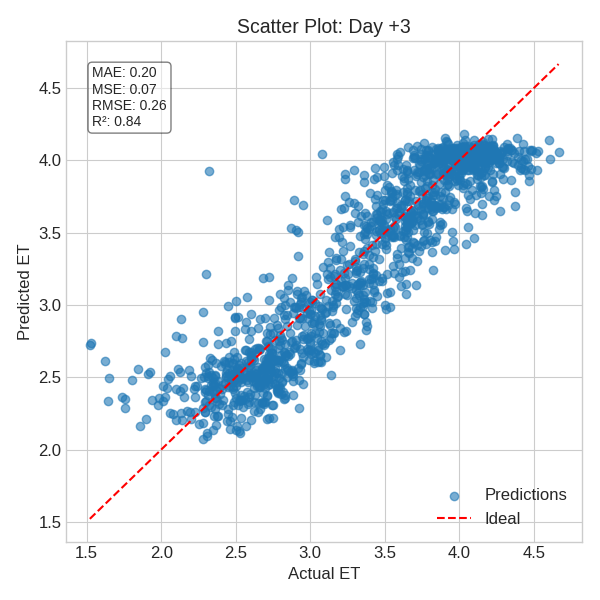 Scatter Plot: Day +3
MAE: 0.20
MSE: 0.07
RMSE: 0.26
R²: 0.84
4.5
4.0
3.5
3.0
2.5
2.0
1.5
Predicted ET
Predictions
Ideal
1.5 2.0 2.5 3.0 3.5 4.0 4.5
Actual ET